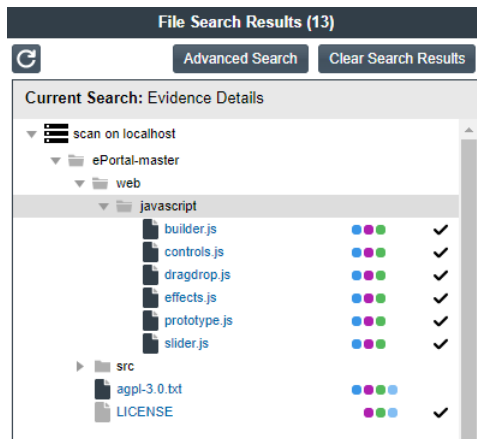 File Search Results (13)
Advanced Search
Clear Search Results
Current Search: Evidence Details
scan on localhost
ePortal-master
web
javascript
builder.js
controls.js
dragdrop.js
effects.js
prototype.js
slider.js
src
agpl-3.0.txt
LICENSE